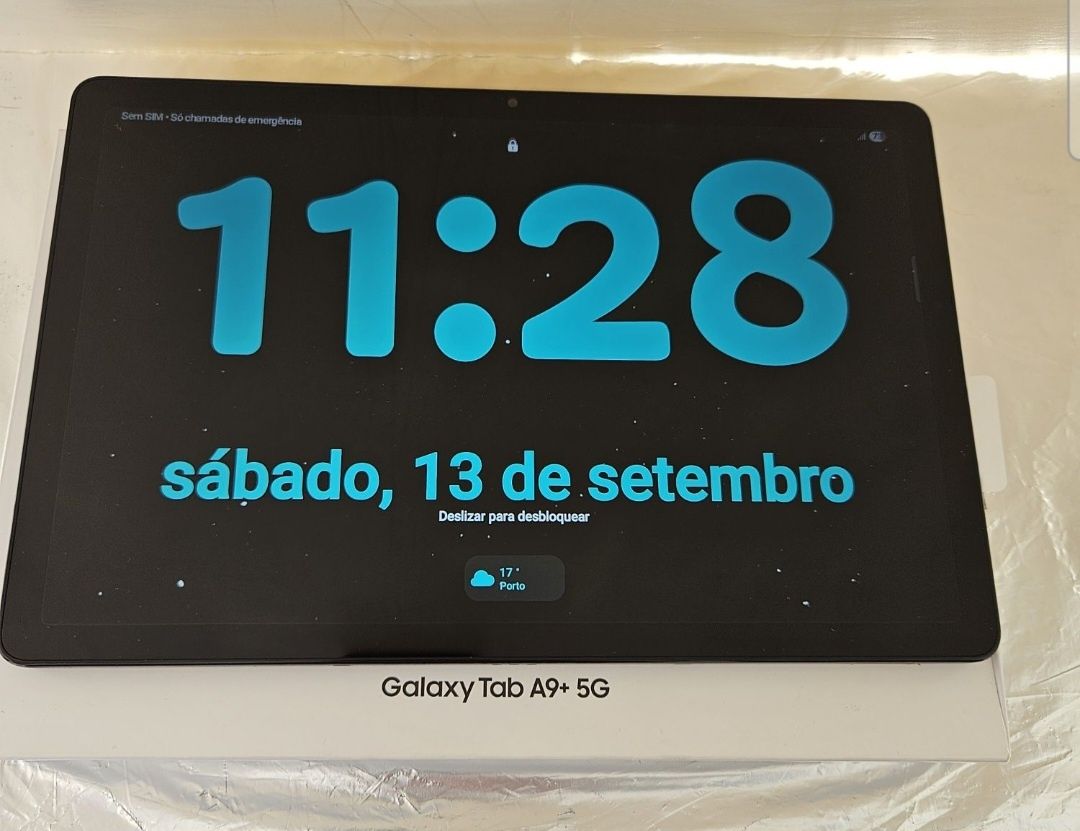 Sem SIM • Só chamadas de emergência
11:28
sábado, 13 de setembro
Deslizar para desbloquear
17°
Porto
Galaxy Tab A9+ 5G